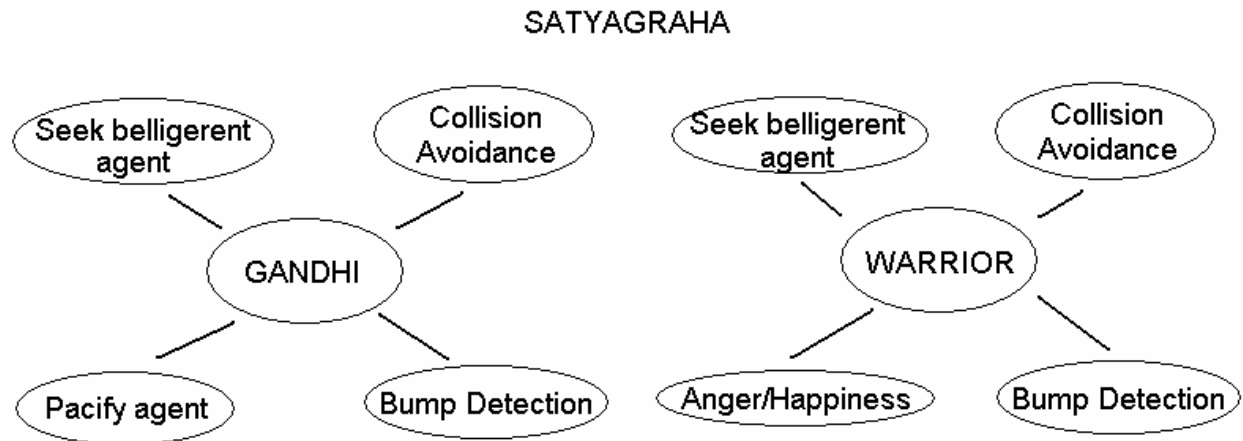 SATYAGRAHA
Seek belligerent
agent
Collision
Avoidance
GANDHI
Pacify agent
Bump Detection
Seek belligerent
agent
Collision
Avoidance
WARRIOR
Anger/Happiness
Bump Detection